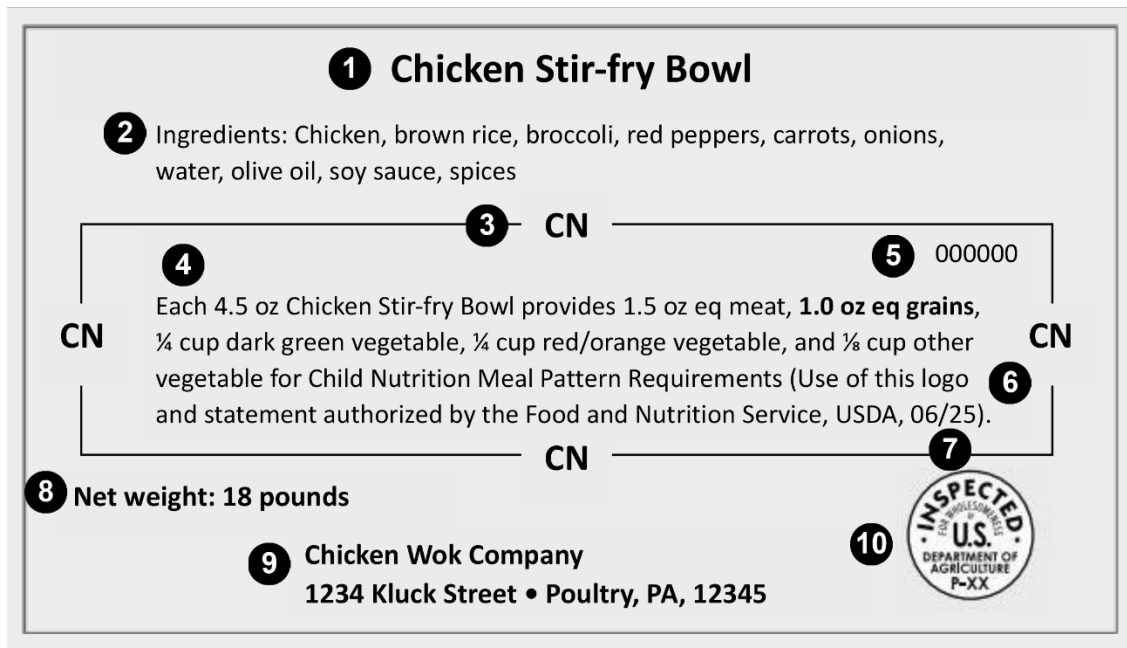 1 Chicken Stir-fry Bowl
2 Ingredients: Chicken, brown rice, broccoli, red peppers, carrots, onions,
water, olive oil, soy sauce, spices
3 CN
4
5 000000
Each 4.5 oz Chicken Stir-fry Bowl provides 1.5 oz eq meat, 1.0 oz eq grains,
CN
¼ cup dark green vegetable, ¼ cup red/orange vegetable, and ⅛ cup other
CN
vegetable for Child Nutrition Meal Pattern Requirements (Use of this logo
6
and statement authorized by the Food and Nutrition Service, USDA, 06/25).
7
CN
8 Net weight: 18 pounds
9 Chicken Wok Company
1234 Kluck Street • Poultry, PA, 12345
10
INSPECTED
FOR WHOLESOMENESS
BY
U.S.
DEPARTMENT OF
AGRICULTURE
P-XX